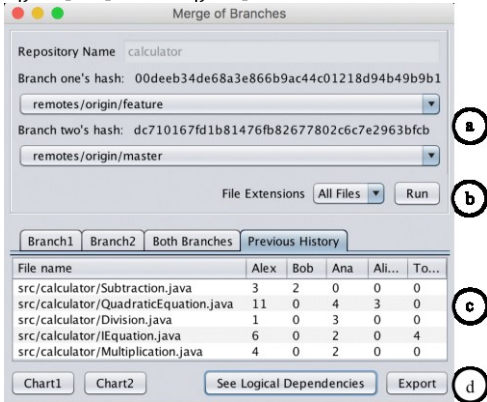 Merge of Branches
Repository Name calculator
Branch one's hash: 00deeb34de68a3e866b9ac44c01218d94b49b9b1
remotes/origin/feature
a
Branch two's hash: dc710167fd1b81476fb82677802c6c7e2963bfcb
remotes/origin/master
File Extensions All Files Run
b
Branch1 Branch2 Both Branches Previous History
File name Alex Bob Ana Ali... To...
src/calculator/Subtraction.java 3 2 0 0 0
src/calculator/QuadraticEquation.java 11 0 4 3 0
c
src/calculator/Division.java 1 0 3 0 0
src/calculator/IEquation.java 6 0 2 0 4
src/calculator/Multiplication.java 4 0 2 0 0
Chart1 Chart2 See Logical Dependencies Export d